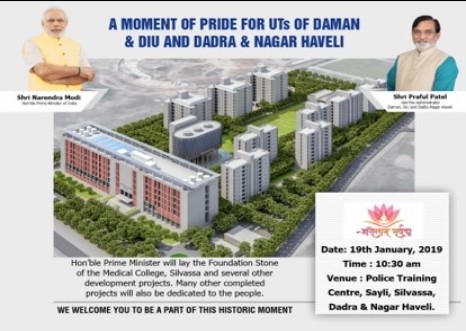 A MOMENT OF PRIDE FOR UTs OF DAMAN
& DIU AND DADRA & NAGAR HAVELI
Shri Narendra Modi
Hon'ble Prime Minister of India
Shri Praful Patel
Hon'ble Administrator
Daman, Diu, and Dadra Nagar Haveli
Hon'ble Prime Minister will lay the Foundation Stone
of the Medical College, Silvassa and several other
development projects. Many other completed
projects will also be dedicated to the people.
Date: 19th January, 2019
Time : 10:30 am
Venue : Police Training
Centre, Sayli, Silvassa,
Dadra & Nagar Haveli.
WE WELCOME YOU TO BE A PART OF THIS HISTORIC MOMENT